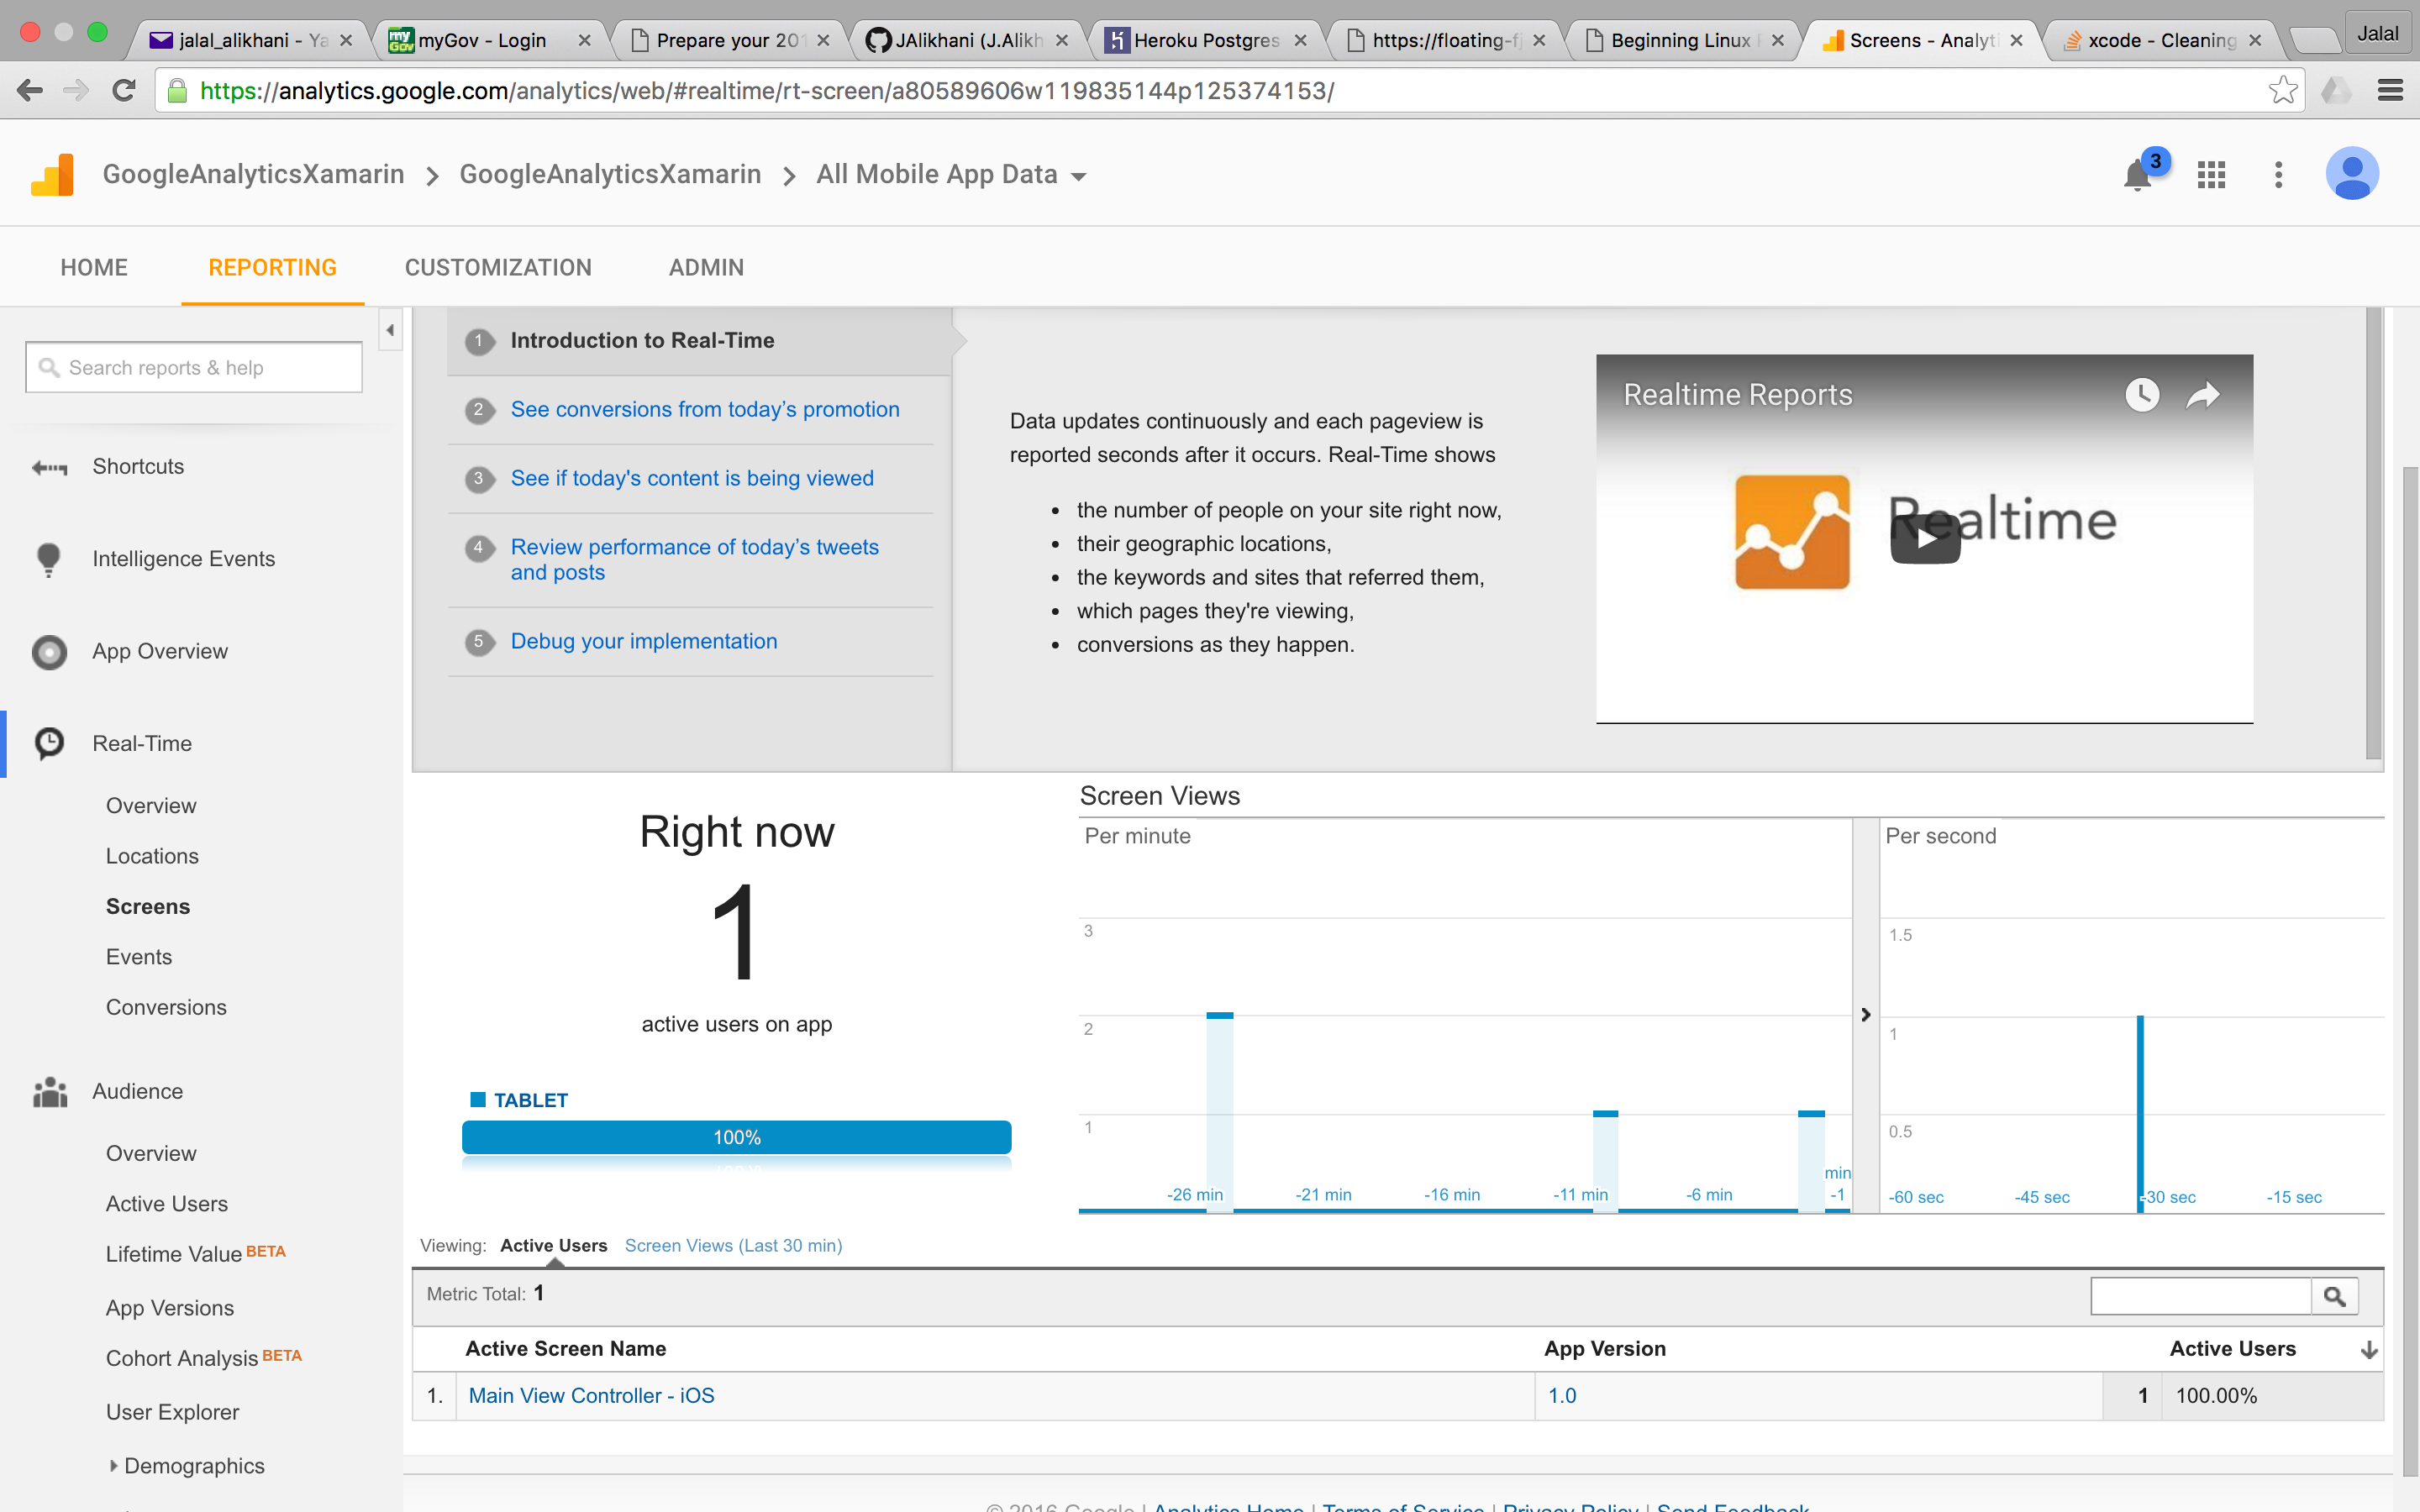 jalal_alikhani - Ya
myGov - Login
Prepare your 201
JAlikhani (J.Alikh
Heroku Postgres
https://floating-f
Beginning Linux
Screens - Analyti
xcode - Cleaning
Jalal
https://analytics.google.com/analytics/web/#realtime/rt-screen/a80589606w119835144p125374153/
GoogleAnalyticsXamarin > GoogleAnalyticsXamarin > All Mobile App Data
3
HOME REPORTING CUSTOMIZATION ADMIN
Search reports & help
Shortcuts
Intelligence Events
App Overview
Real-Time
Overview
Locations
Screens
Events
Conversions
Audience
Overview
Active Users
Lifetime Value BETA
App Versions
Cohort Analysis BETA
User Explorer
Demographics
1 Introduction to Real-Time
2 See conversions from today’s promotion
3 See if today's content is being viewed
4 Review performance of today’s tweets
and posts
5 Debug your implementation
Data updates continuously and each pageview is
reported seconds after it occurs. Real-Time shows
• the number of people on your site right now,
• their geographic locations,
• the keywords and sites that referred them,
• which pages they're viewing,
• conversions as they happen.
Realtime Reports
Realtime
Right now
1
active users on app
TABLET
100%
Screen Views
Per minute
3
2
1
-26 min -21 min -16 min -11 min -6 min min
-1
Per second
1.5
1
0.5
-60 sec -45 sec -30 sec -15 sec
Viewing: Active Users Screen Views (Last 30 min)
Metric Total: 1
Active Screen Name App Version Active Users
1. Main View Controller - iOS 1.0 1 100.00%
© 2016 Google | Analytics Home | Terms of Service | Privacy Policy | Send Feedback